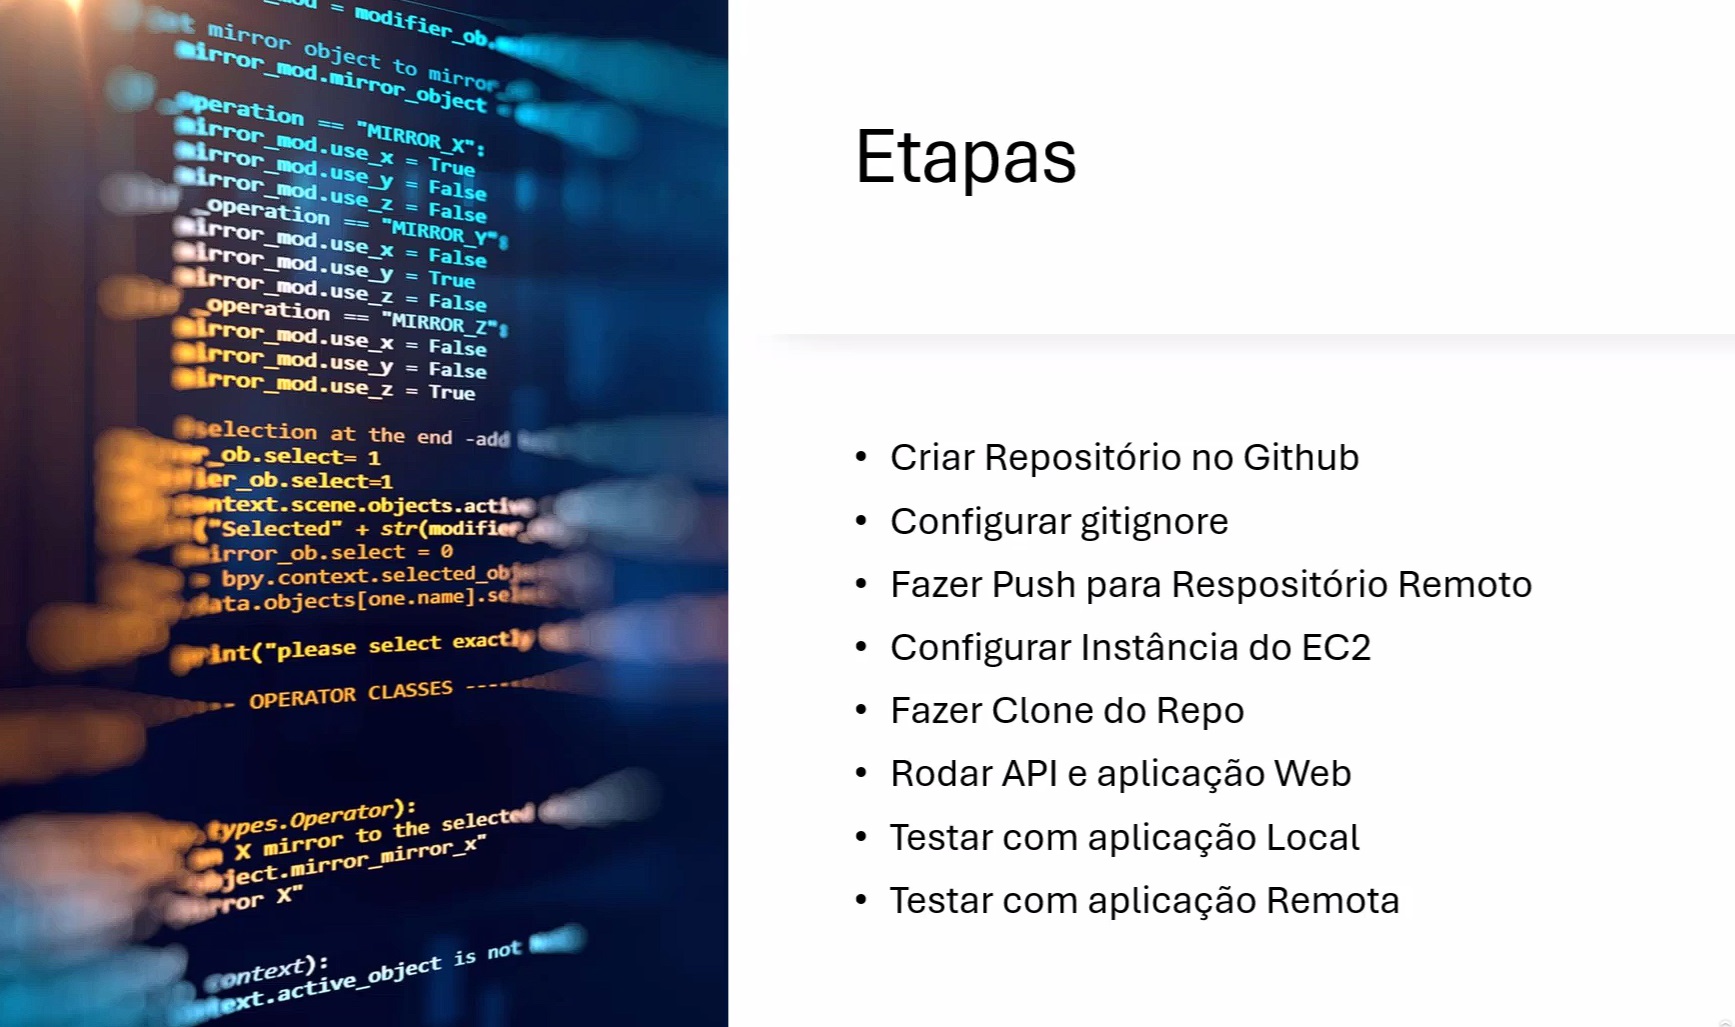 = modifier_ob.
mirror object to mirror
mirror_mod.mirror_object
operation == "MIRROR_X":
mirror_mod.use_x = True
mirror_mod.use_y = False
mirror_mod.use_z = False
_operation == "MIRROR_Y":
mirror_mod.use_x = False
mirror_mod.use_y = True
mirror_mod.use_z = False
_operation == "MIRROR_Z":
mirror_mod.use_x = False
mirror_mod.use_y = False
mirror_mod.use_z = True
selection at the end -add
_ob.select= 1
ier_ob.select=1
ntext.scene.objects.active
("Selected" + str(modifier
irror_ob.select = 0
bpy.context.selected_obj
ata.objects[one.name].sel
print("please select exactly
OPERATOR CLASSES ----
types.Operator):
X mirror to the selected
ject.mirror_mirror_x"
ror X"
context):
text.active_object is not
Etapas
• Criar Repositório no Github
• Configurar gitignore
• Fazer Push para Respositório Remoto
• Configurar Instância do EC2
• Fazer Clone do Repo
• Rodar API e aplicação Web
• Testar com aplicação Local
• Testar com aplicação Remota